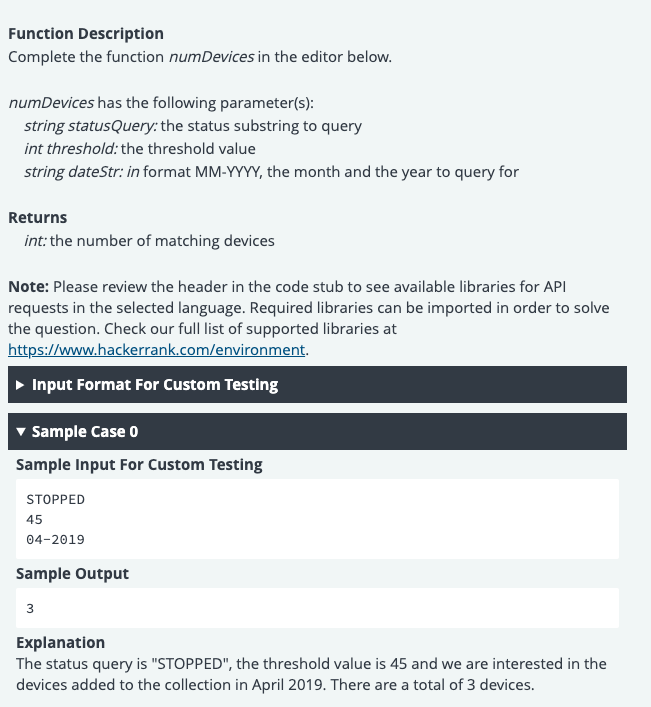 Function Description
Complete the function numDevices in the editor below.
numDevices has the following parameter(s):
string statusQuery: the status substring to query
int threshold: the threshold value
string dateStr: in format MM-YYYY, the month and the year to query for
Returns
int: the number of matching devices
Note: Please review the header in the code stub to see available libraries for API
requests in the selected language. Required libraries can be imported in order to solve
the question. Check our full list of supported libraries at
https://www.hackerrank.com/environment.
Input Format For Custom Testing
Sample Case 0
Sample Input For Custom Testing
STOPPED
45
04-2019
Sample Output
3
Explanation
The status query is "STOPPED", the threshold value is 45 and we are interested in the
devices added to the collection in April 2019. There are a total of 3 devices.